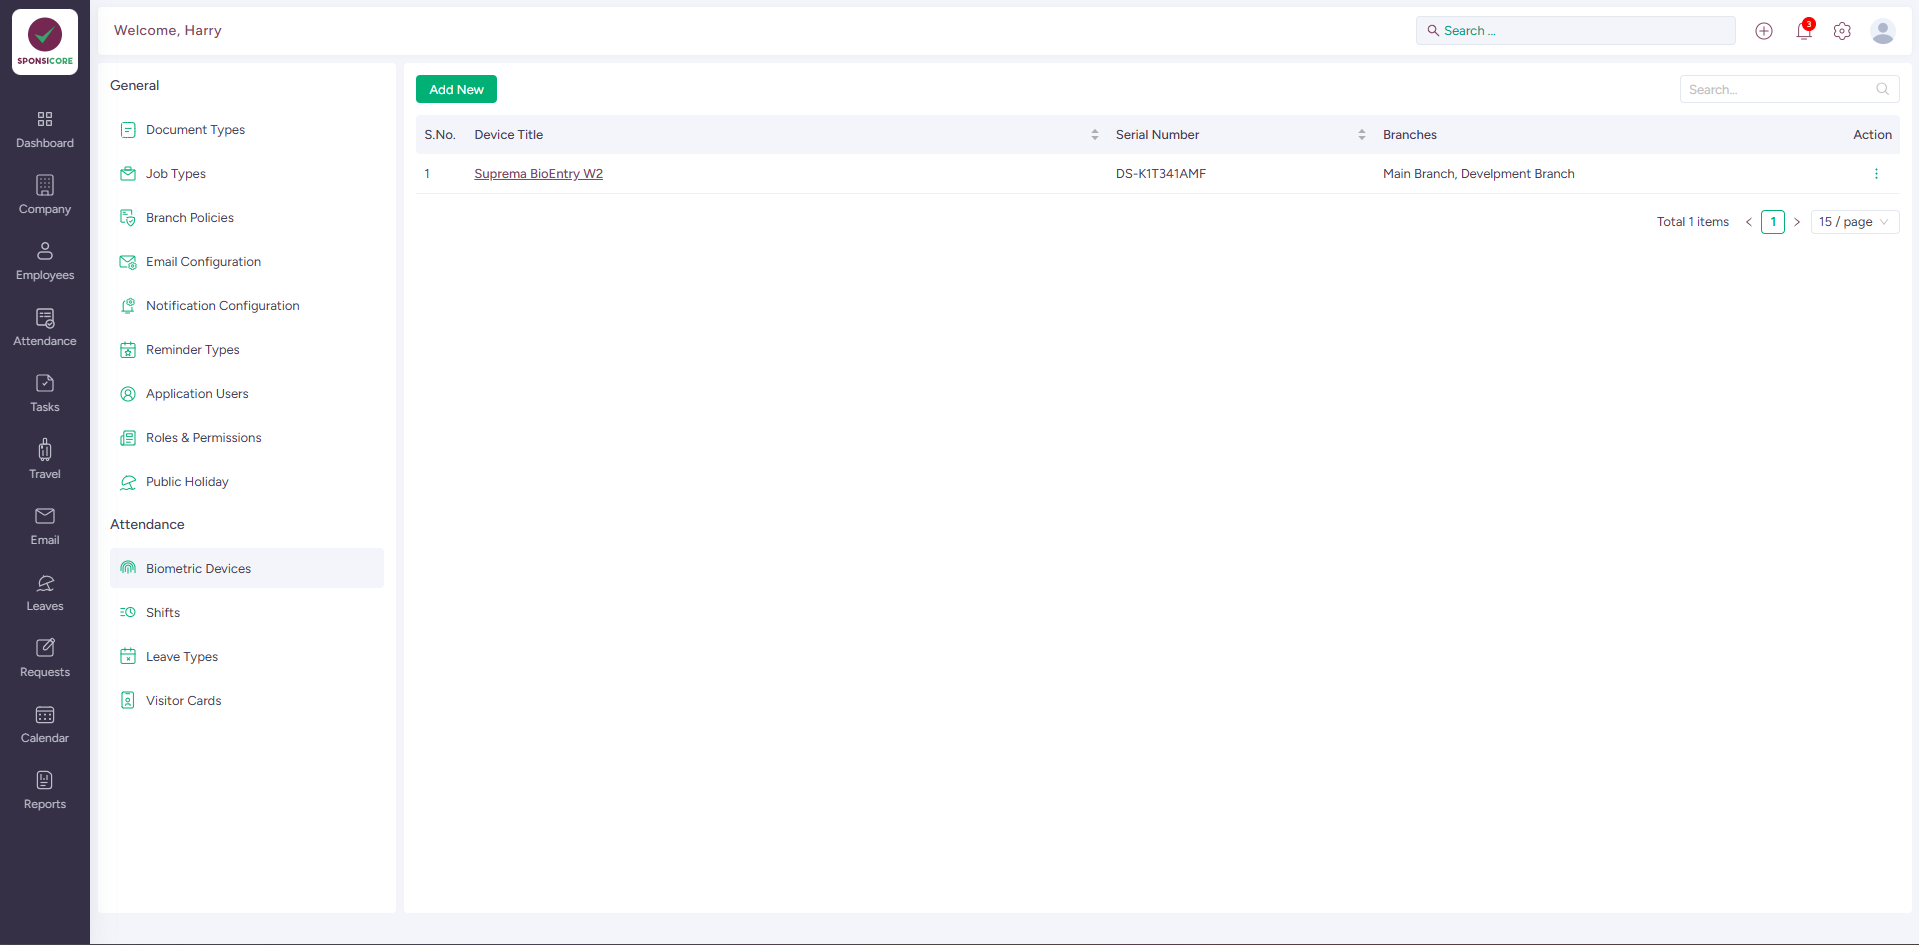 SPONSICORE
Dashboard
Company
Employees
Attendance
Tasks
Travel
Email
Leaves
Requests
Calendar
Reports
Welcome, Harry
Search ...
3
General
Document Types
Job Types
Branch Policies
Email Configuration
Notification Configuration
Reminder Types
Application Users
Roles & Permissions
Public Holiday
Attendance
Biometric Devices
Shifts
Leave Types
Visitor Cards
Add New
Search...
S.No. Device Title Serial Number Branches Action
1 Suprema BioEntry W2 DS-K1T341AMF Main Branch, Develpment Branch
Total 1 items < 1 > 15 / page